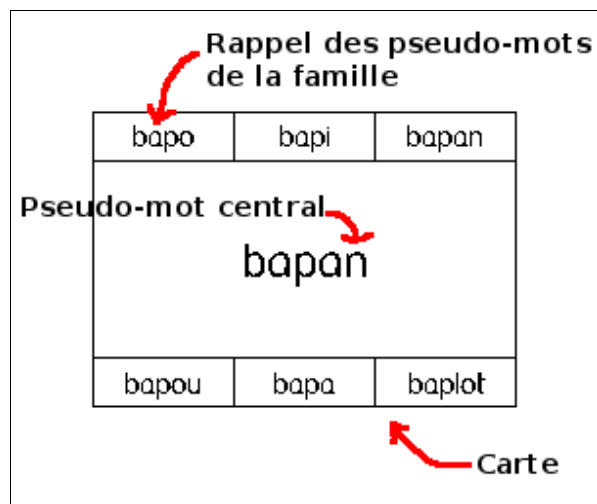 Rappel des pseudo-mots
de la famille
bapo bapi bapan
Pseudo-mot central
bapan
bapou bapa baplot
Carte